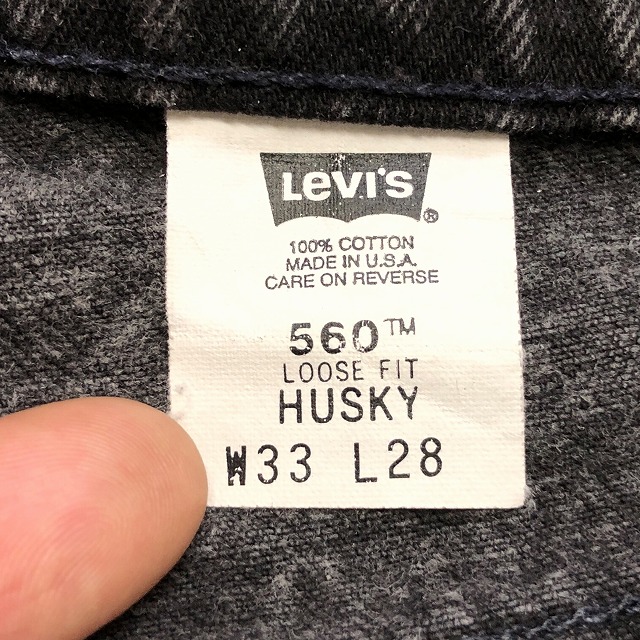 Levi's®
100% COTTON
MADE IN U.S.A.
CARE ON REVERSE
560™
LOOSE FIT
HUSKY
W33 L28